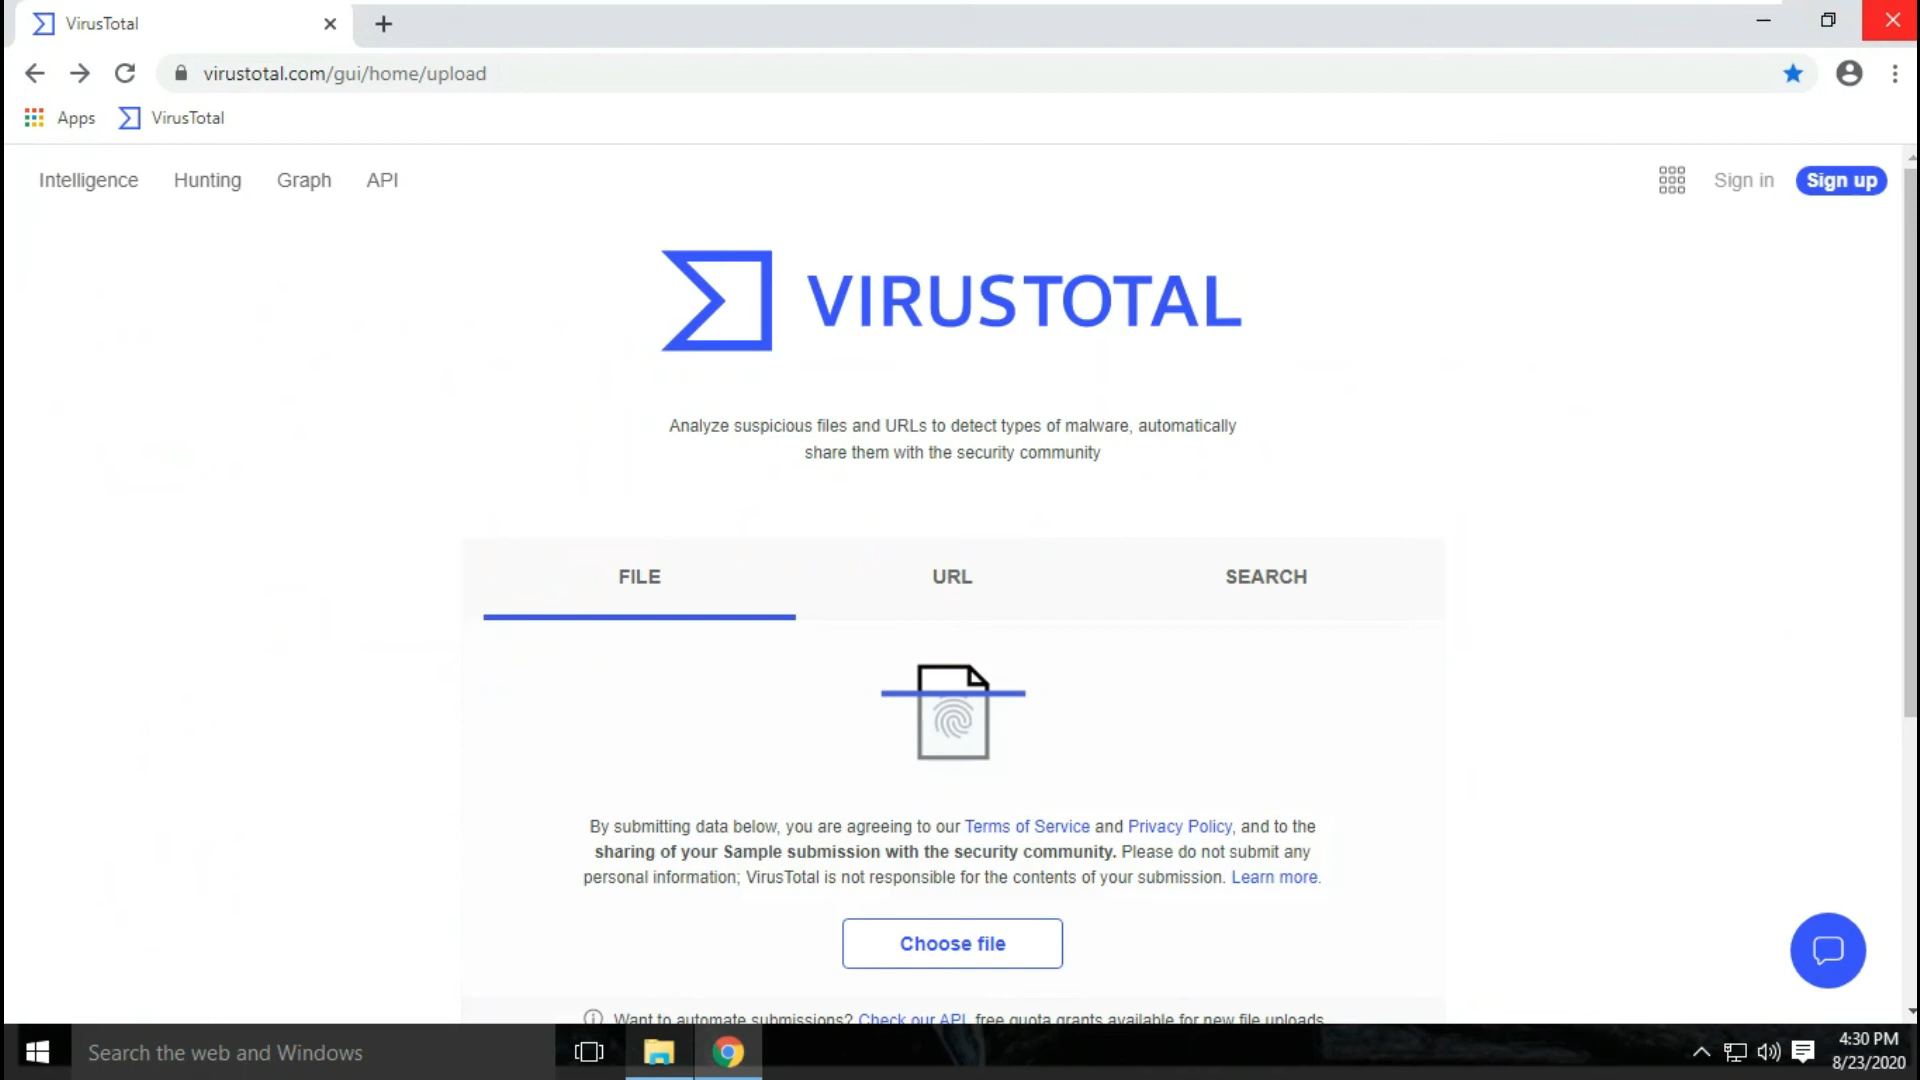 VirusTotal
virustotal.com/gui/home/upload
Apps
VirusTotal
Intelligence
Hunting
Graph
API
Sign in
Sign up
VIRUSTOTAL
Analyze suspicious files and URLs to detect types of malware, automatically
share them with the security community
FILE
URL
SEARCH
By submitting data below, you are agreeing to our Terms of Service and Privacy Policy, and to the
sharing of your Sample submission with the security community. Please do not submit any
personal information; VirusTotal is not responsible for the contents of your submission. Learn more.
Choose file
Want to automate submissions? Check our API, free quota grants available for new file uploads
Search the web and Windows
4:30 PM
8/23/2020